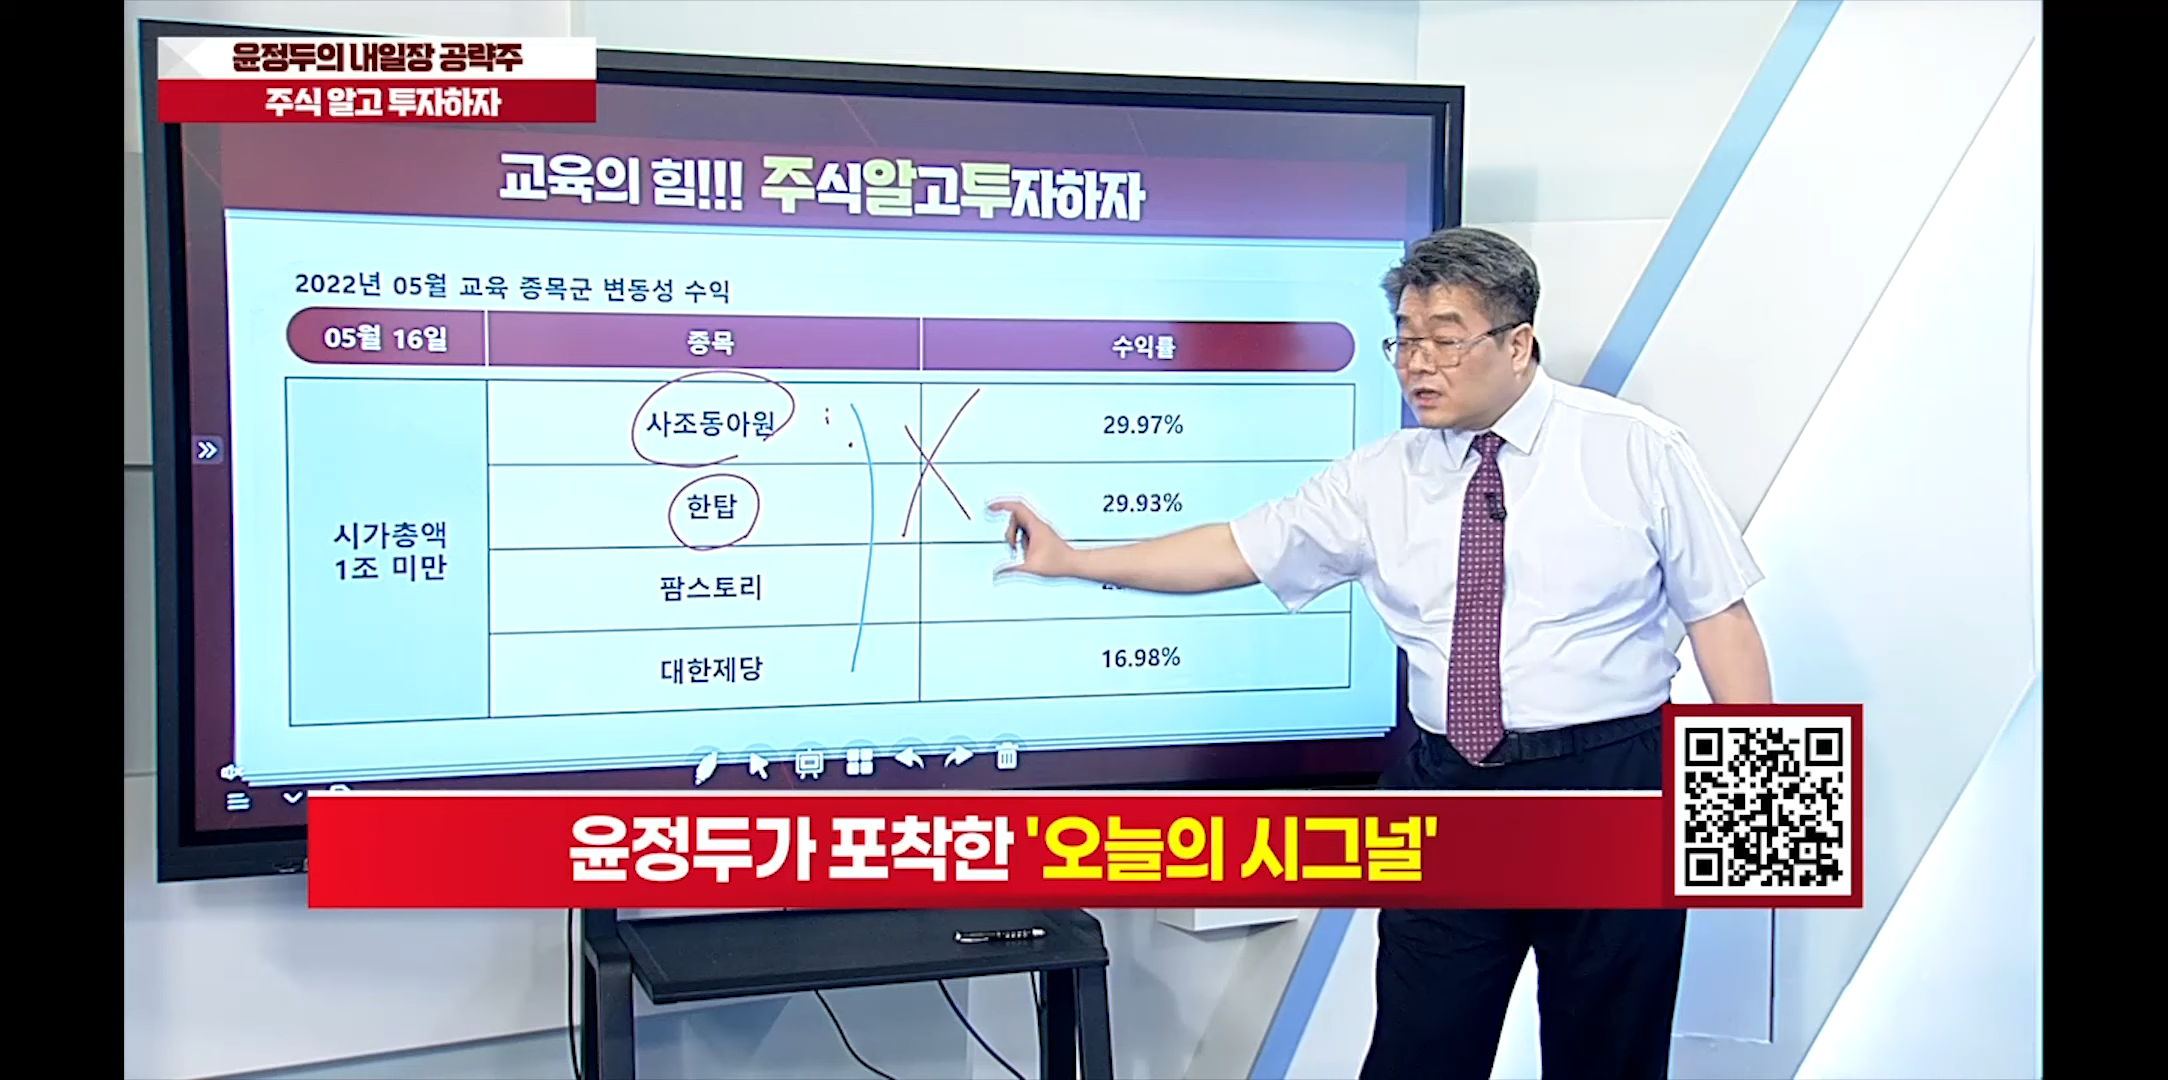 윤정두의 내일장 공략주
주식 알고 투자하자
교육의 힘!!! 주식알고투자하자
2022년 05월 교육 종목군 변동성 수익
05월 16일 종목 수익률
시가총액
1조 미만
사조동아원 29.97%
한탑 29.93%
팜스토리
대한제당 16.98%
윤정두가 포착한 '오늘의 시그널'